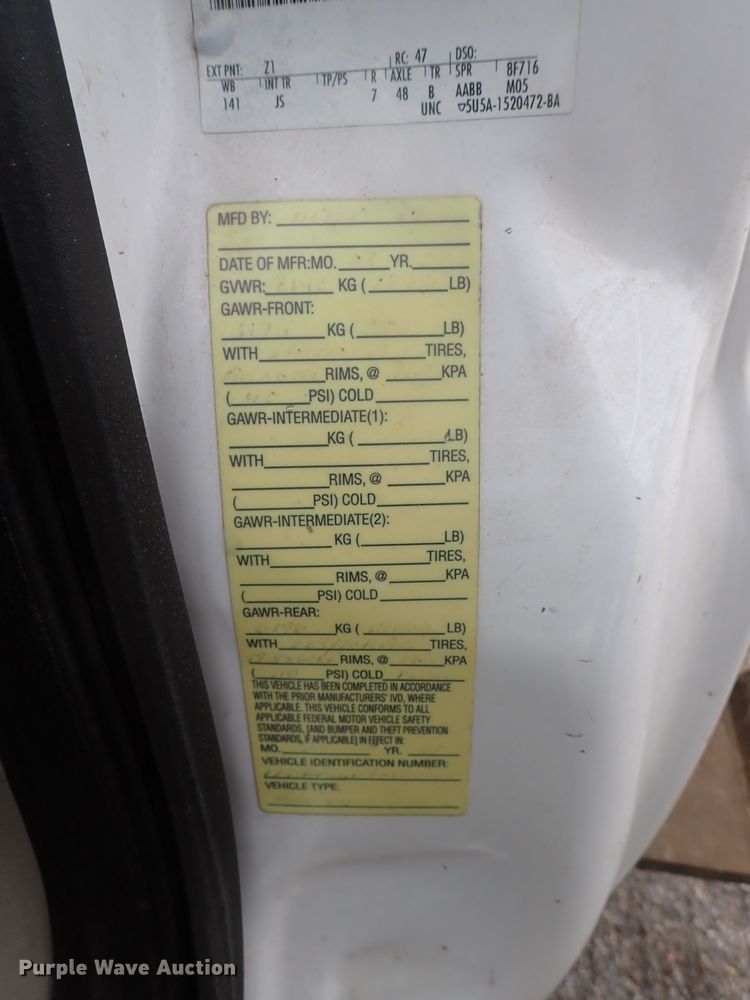 EXT PNT: Z1 RC: 47 DSO:
WB INT TR TP/PS R AXLE TR SPR 8F716
141 JS 7 48 B AABB M05
UNC ▽5U5A-1520472-BA
MFD BY:
DATE OF MFR:MO. YR.
GVWR: KG ( LB)
GAWR-FRONT:
KG ( LB)
WITH TIRES,
RIMS, @ KPA
( PSI) COLD
GAWR-INTERMEDIATE(1):
KG ( LB)
WITH TIRES,
RIMS, @ KPA
( PSI) COLD
GAWR-INTERMEDIATE(2):
KG ( LB)
WITH TIRES,
RIMS, @ KPA
( PSI) COLD
GAWR-REAR:
KG ( LB)
WITH TIRES,
RIMS, @ KPA
( PSI) COLD
THIS VEHICLE HAS BEEN COMPLETED IN ACCORDANCE
WITH THE PRIOR MANUFACTURERS' IVD, WHERE
APPLICABLE. THIS VEHICLE CONFORMS TO ALL
APPLICABLE FEDERAL MOTOR VEHICLE SAFETY
STANDARDS, [AND BUMPER AND THEFT PREVENTION
STANDARDS, IF APPLICABLE] IN EFFECT IN:
MO. YR.
VEHICLE IDENTIFICATION NUMBER:
VEHICLE TYPE:
Purple Wave Auction